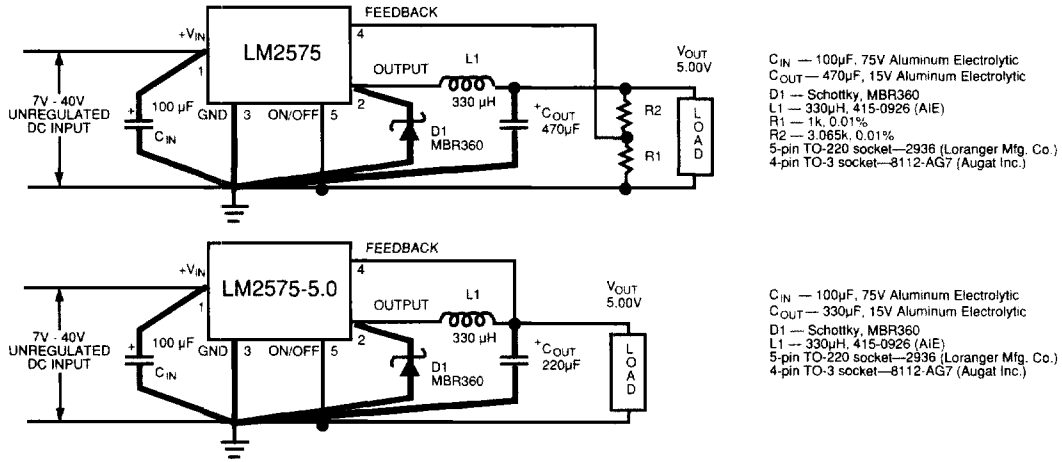 FEEDBACK
+VIN
4
LM2575
L1
VOUT
5.00V
1
OUTPUT
7V - 40V
UNREGULATED
DC INPUT
+
100 µF
CIN
GND
3
ON/OFF
5
2
330 µH
D1
MBR360
+COUT
470µF
R2
R1
LOAD
CIN — 100µF, 75V Aluminum Electrolytic
COUT — 470µF, 15V Aluminum Electrolytic
D1 — Schottky, MBR360
L1 — 330µH, 415-0926 (AIE)
R1 — 1k, 0.01%
R2 — 3.065k, 0.01%
5-pin TO-220 socket—2936 (Loranger Mfg. Co.)
4-pin TO-3 socket—8112-AG7 (Augat Inc.)
FEEDBACK
+VIN
4
LM2575-5.0
L1
VOUT
5.00V
1
OUTPUT
7V - 40V
UNREGULATED
DC INPUT
+
100 µF
CIN
GND
3
ON/OFF
5
2
330 µH
D1
MBR360
+COUT
220µF
LOAD
CIN — 100µF, 75V Aluminum Electrolytic
COUT — 330µF, 15V Aluminum Electrolytic
D1 — Schottky, MBR360
L1 — 330µH, 415-0926 (AIE)
5-pin TO-220 socket—2936 (Loranger Mfg. Co.)
4-pin TO-3 socket—8112-AG7 (Augat Inc.)